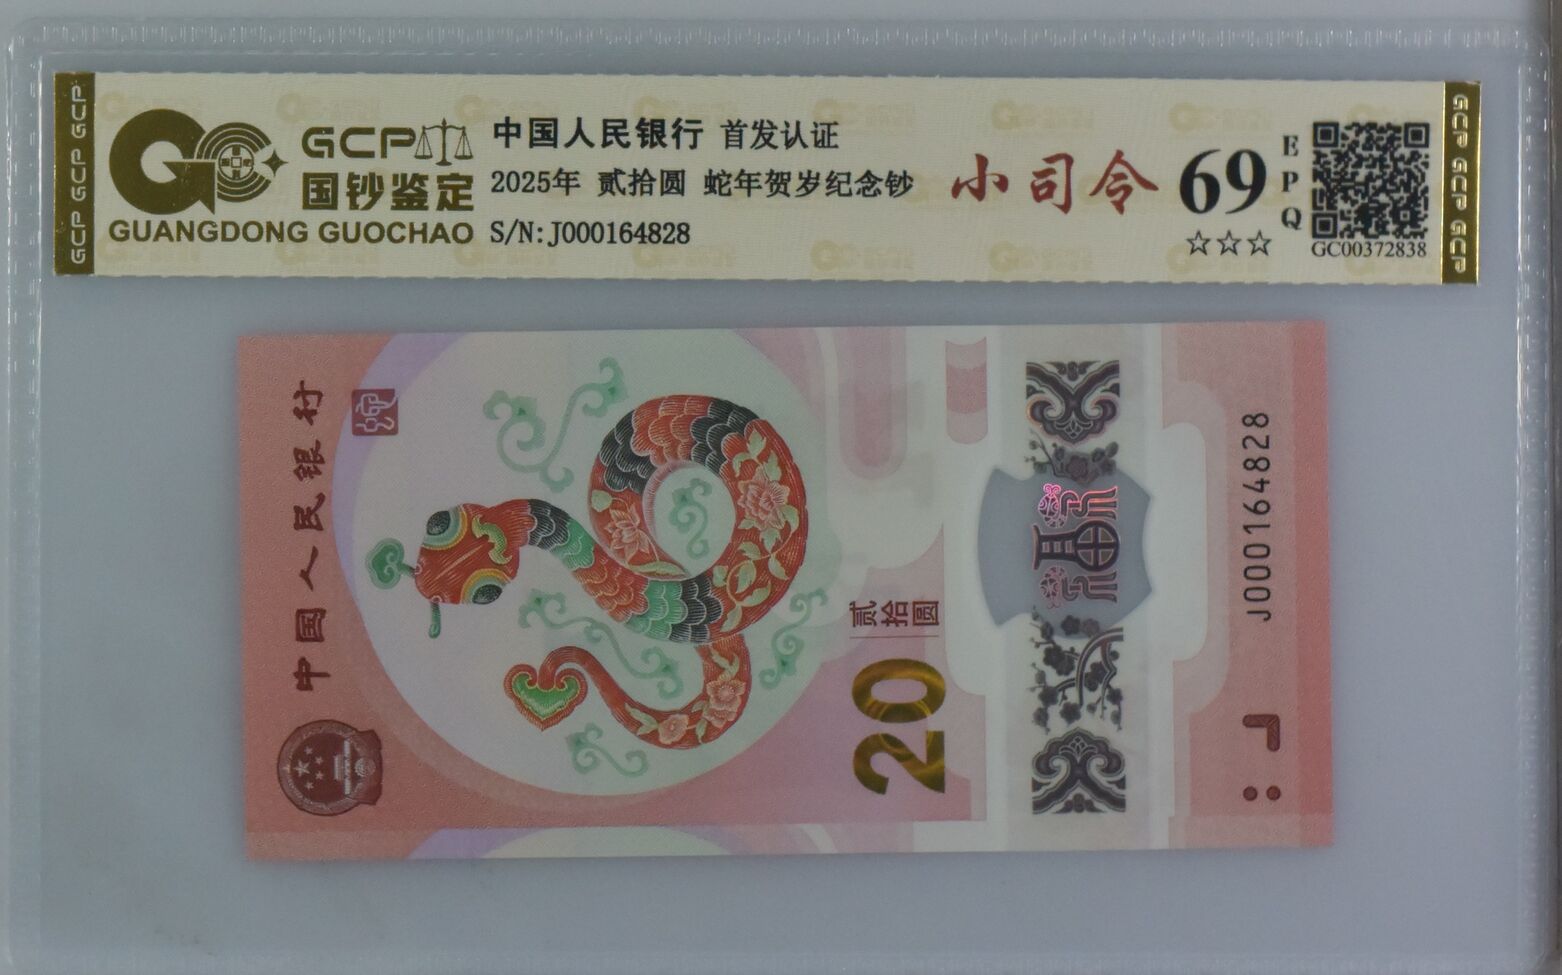 GCP GCP GCP
GCP
国钞鉴定
GUANGDONG GUOCHAO
中国人民银行 首发认证
2025年 贰拾圆 蛇年贺岁纪念钞
S/N:J000164828
小司令
69
EPQ
☆☆☆
GC00372838
GCP GCP GCP
中国人民银行
贰拾圆
20
福
J000164828